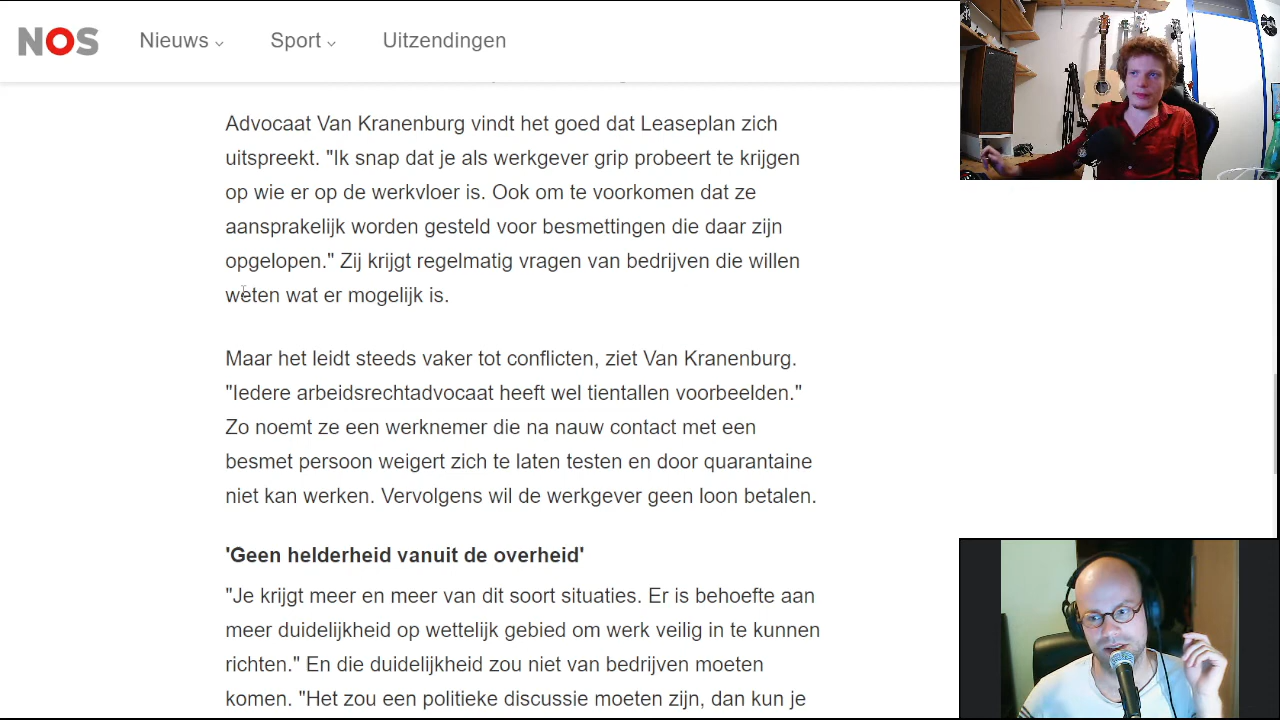 NOS Nieuws Sport Uitzendingen
Advocaat Van Kranenburg vindt het goed dat Leaseplan zich
uitspreekt. "Ik snap dat je als werkgever grip probeert te krijgen
op wie er op de werkvloer is. Ook om te voorkomen dat ze
aansprakelijk worden gesteld voor besmettingen die daar zijn
opgelopen." Zij krijgt regelmatig vragen van bedrijven die willen
weten wat er mogelijk is.
Maar het leidt steeds vaker tot conflicten, ziet Van Kranenburg.
"Iedere arbeidsrechtadvocaat heeft wel tientallen voorbeelden."
Zo noemt ze een werknemer die na nauw contact met een
besmet persoon weigert zich te laten testen en door quarantaine
niet kan werken. Vervolgens wil de werkgever geen loon betalen.
'Geen helderheid vanuit de overheid'
"Je krijgt meer en meer van dit soort situaties. Er is behoefte aan
meer duidelijkheid op wettelijk gebied om werk veilig in te kunnen
richten." En die duidelijkheid zou niet van bedrijven moeten
komen. "Het zou een politieke discussie moeten zijn, dan kun je